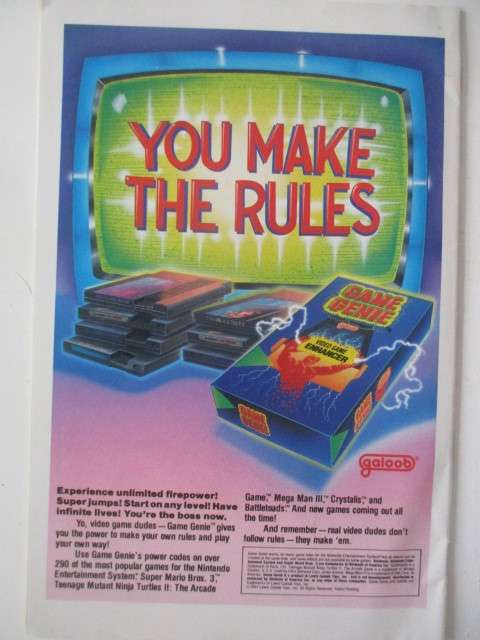 YOU MAKE
THE RULES
GAME
GENIE
galoob
VIDEO GAME
ENHANCER
GAME
GENIE
galoob®
Experience unlimited firepower!
Super jumps! Start on any level! Have
infinite lives! You're the boss now.
Yo, video game dudes—Game Genie™ gives
you the power to make your own rules and play
your own way!
Use Game Genie's power codes on over
290 of the most popular games for the Nintendo
Entertainment System: Super Mario Bros. 3,™
Teenage Mutant Ninja Turtles II: The Arcade
Game,™ Mega Man III,™ Crystalis,™ and
Battletoads.™ And new games coming out all
the time!
And remember—real video dudes don't
follow rules—they make 'em.